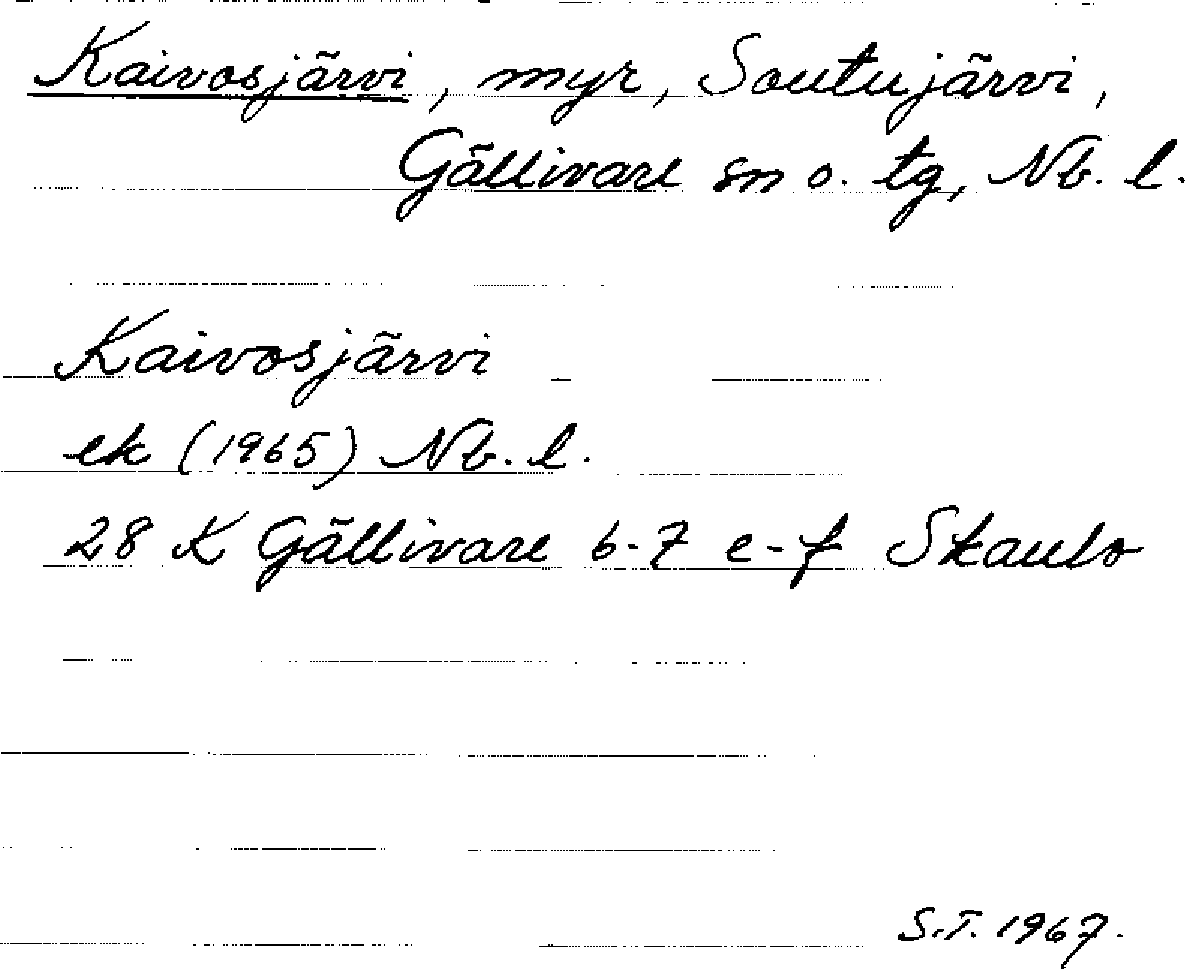 Kaivosjärvi, myr, Soutujärvi,
Gällivare sn o. tg, Nb. l.
Kaivosjärvi
ek (1965) Nb. l.
28 K Gällivare 6-7 e-f Skaulo
S.T. 1967.